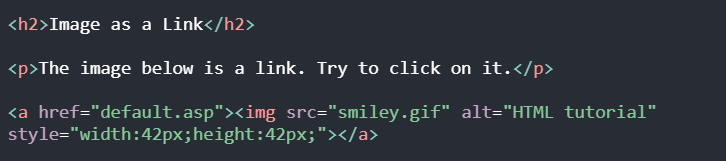 <h2>Image as a Link</h2>
<p>The image below is a link. Try to click on it.</p>
<a href="default.asp"><img src="smiley.gif" alt="HTML tutorial"
style="width:42px;height:42px;"></a>